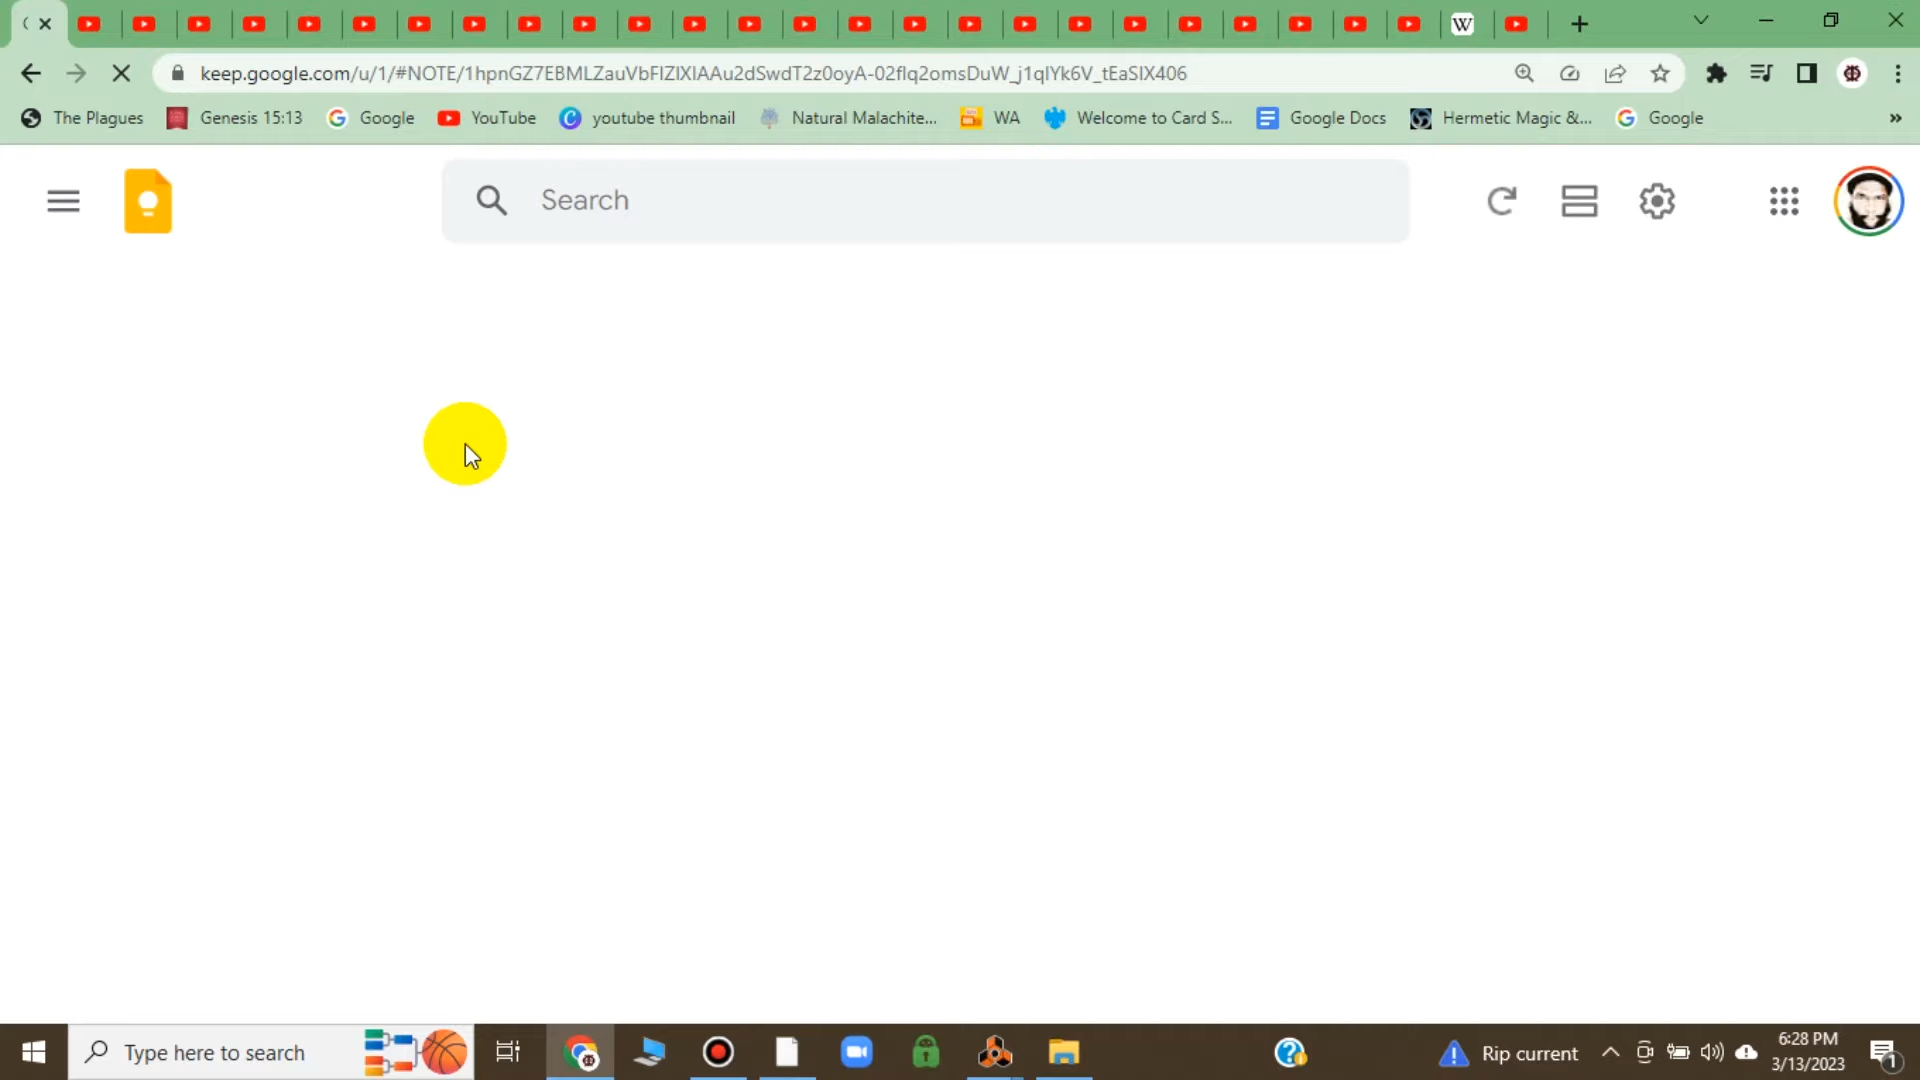 keep.google.com/u/1/#NOTE/1hpnGZ7EBMLZauVbFIZIXIAAu2dSwdT2z0oyA-02flq2omsDuW_j1qlYk6V_tEaSIX406
The Plagues Genesis 15:13 Google YouTube youtube thumbnail Natural Malachite... WA Welcome to Card S... Google Docs Hermetic Magic &... Google »
Search
Type here to search
Rip current
6:28 PM
3/13/2023
1
W